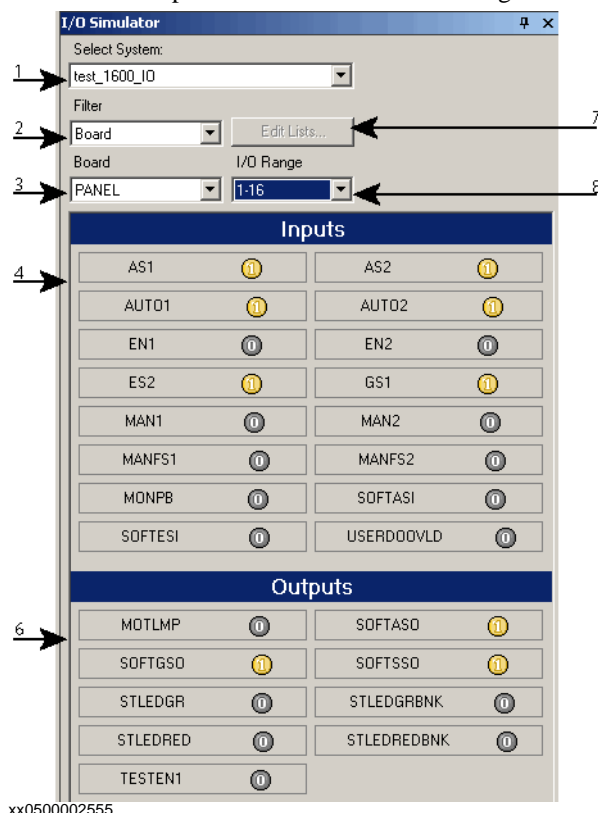 I/O Simulator
Select System:
1
test_1600_IO
Filter
2
Board
Edit Lists...
7
Board I/O Range
3
PANEL
1-16
8
Inputs
4
AS1 1 AS2 1
AUTO1 1 AUTO2 1
EN1 0 EN2 0
ES2 1 GS1 1
MAN1 0 MAN2 0
MANFS1 0 MANFS2 0
MONPB 0 SOFTASI 0
SOFTESI 0 USERDOOVLD 0
Outputs
6
MOTLMP 0 SOFTASO 1
SOFTGSO 1 SOFTSSO 1
STLEDGR 0 STLEDGRBNK 0
STLEDRED 0 STLEDREDBNK 0
TESTEN1 0
xx0500002555